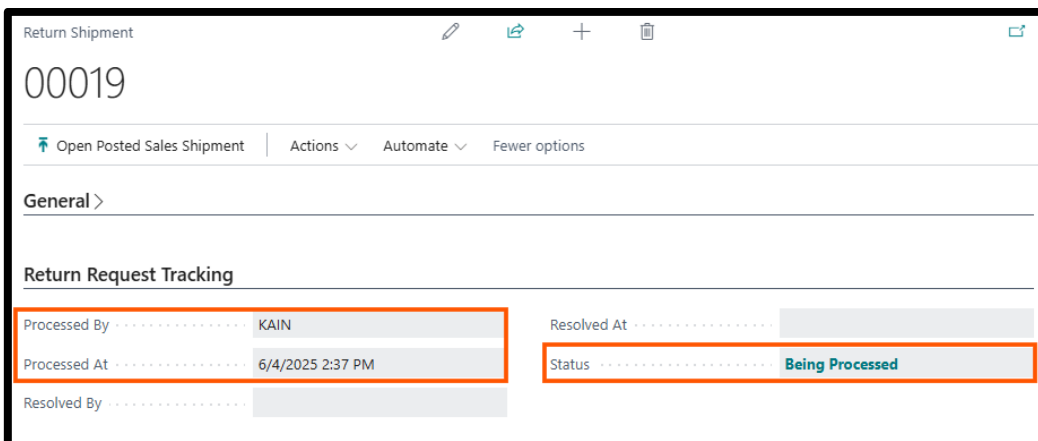 Return Shipment
00019
Open Posted Sales Shipment Actions Automate Fewer options
General
Return Request Tracking
Processed By KAIN
Processed At 6/4/2025 2:37 PM
Resolved By
Resolved At
Status Being Processed